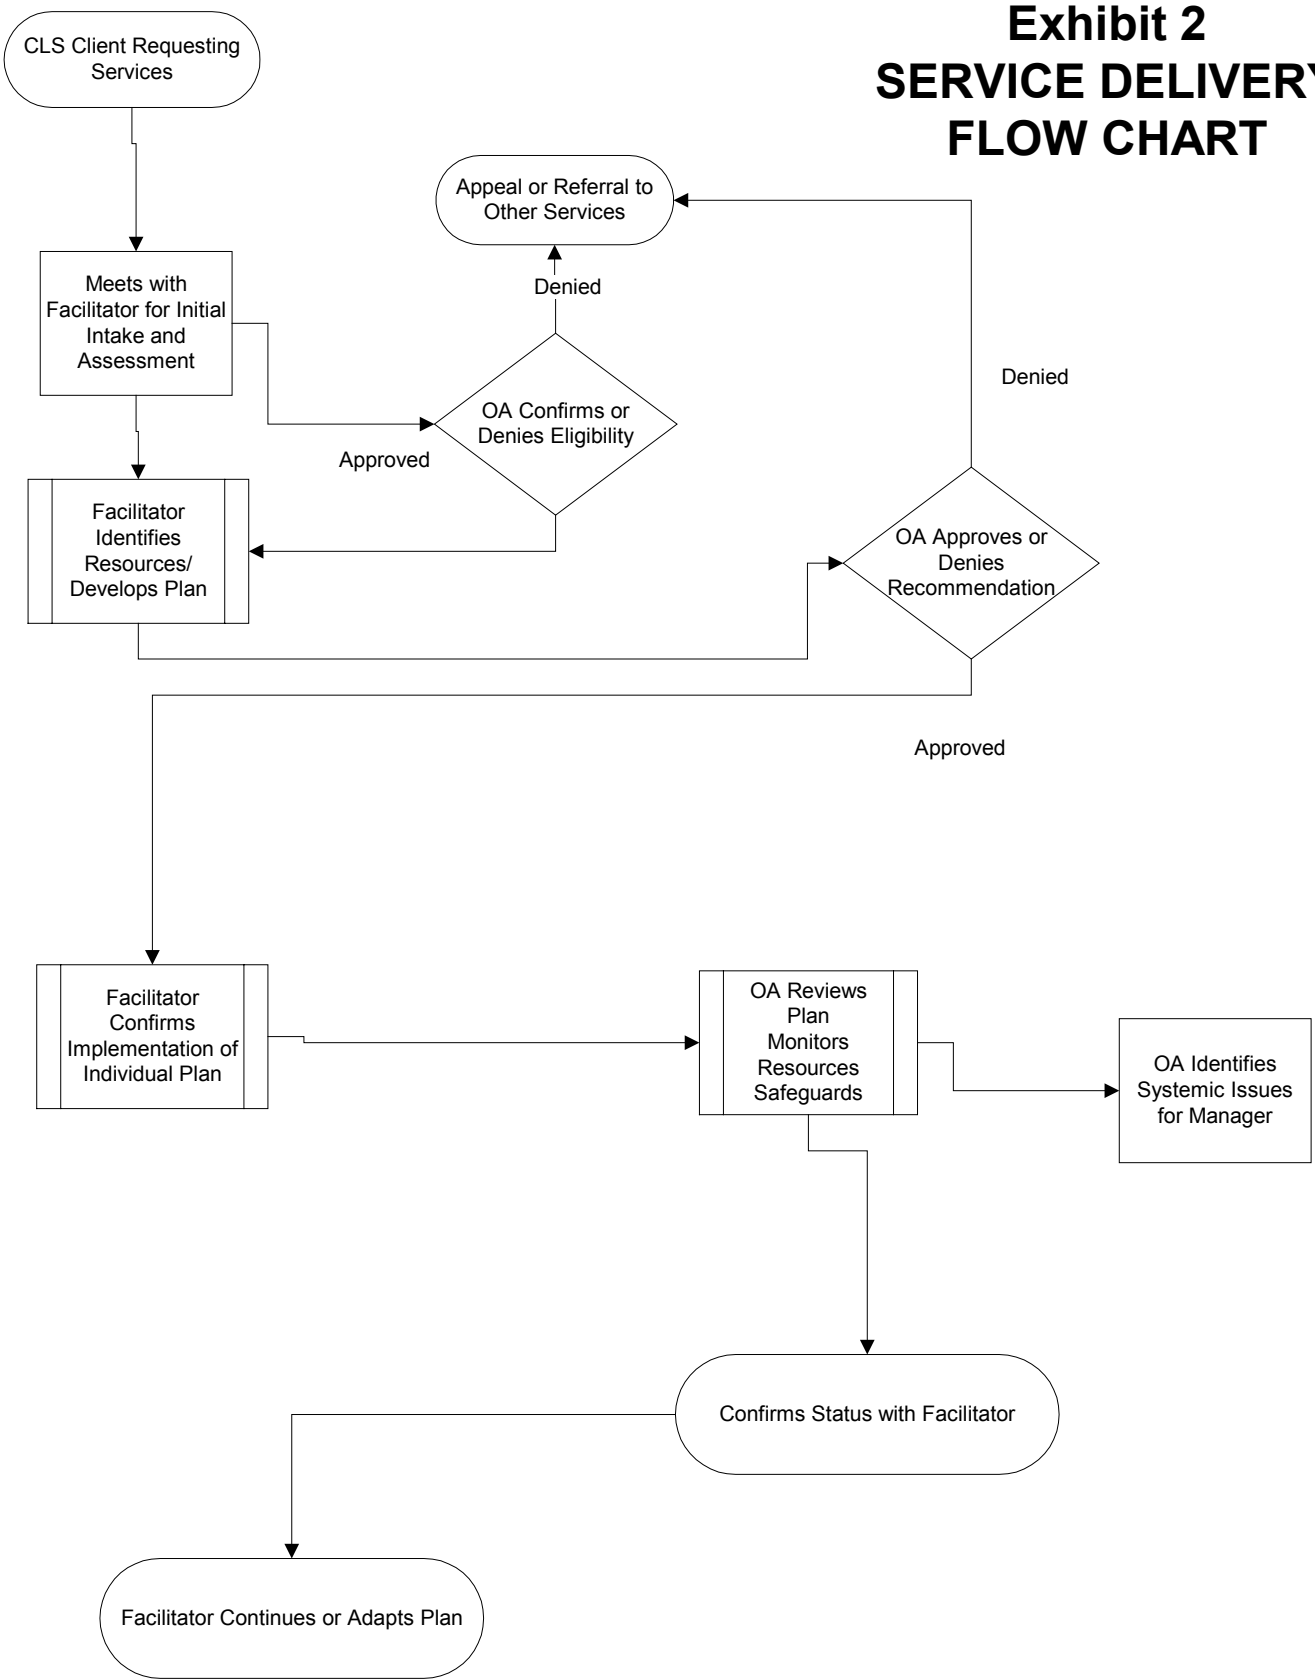 Exhibit 2
SERVICE DELIVERY
FLOW CHART
CLS Client Requesting
Services
Appeal or Referral to
Other Services
Denied
Meets with
Facilitator for Initial
Intake and
Assessment
OA Confirms or
Denies Eligibility
Denied
Approved
Facilitator
Identifies
Resources/
Develops Plan
OA Approves or
Denies
Recommendation
Approved
Facilitator
Confirms
Implementation of
Individual Plan
OA Reviews
Plan
Monitors
Resources
Safeguards
OA Identifies
Systemic Issues
for Manager
Confirms Status with Facilitator
Facilitator Continues or Adapts Plan